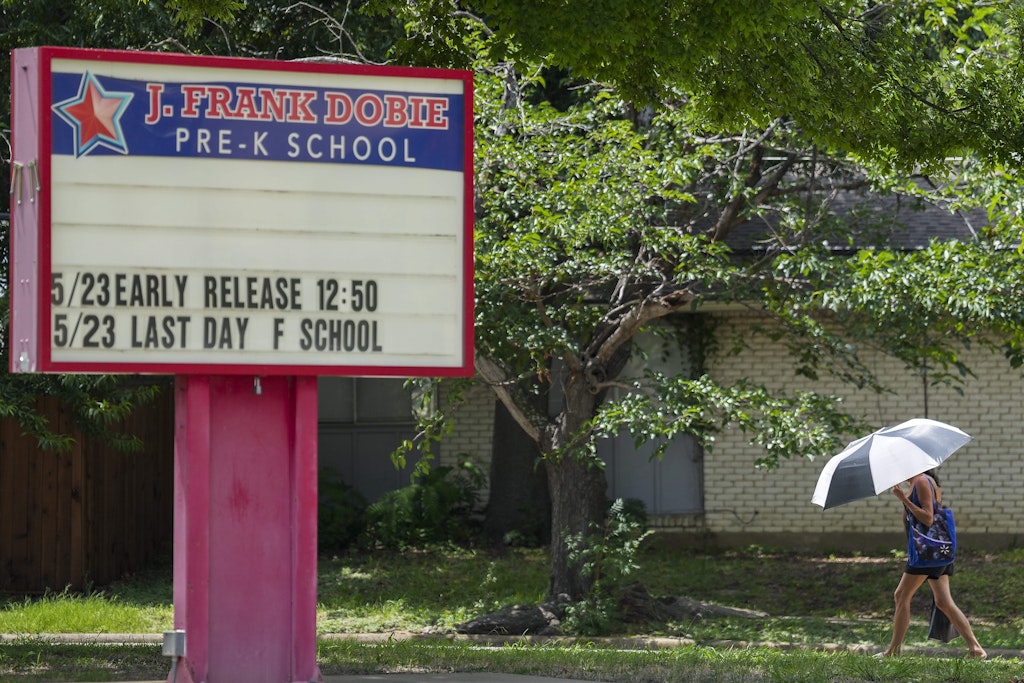 J. FRANK DOBIE
PRE-K SCHOOL
5/23 EARLY RELEASE 12:50
5/23 LAST DAY F SCHOOL